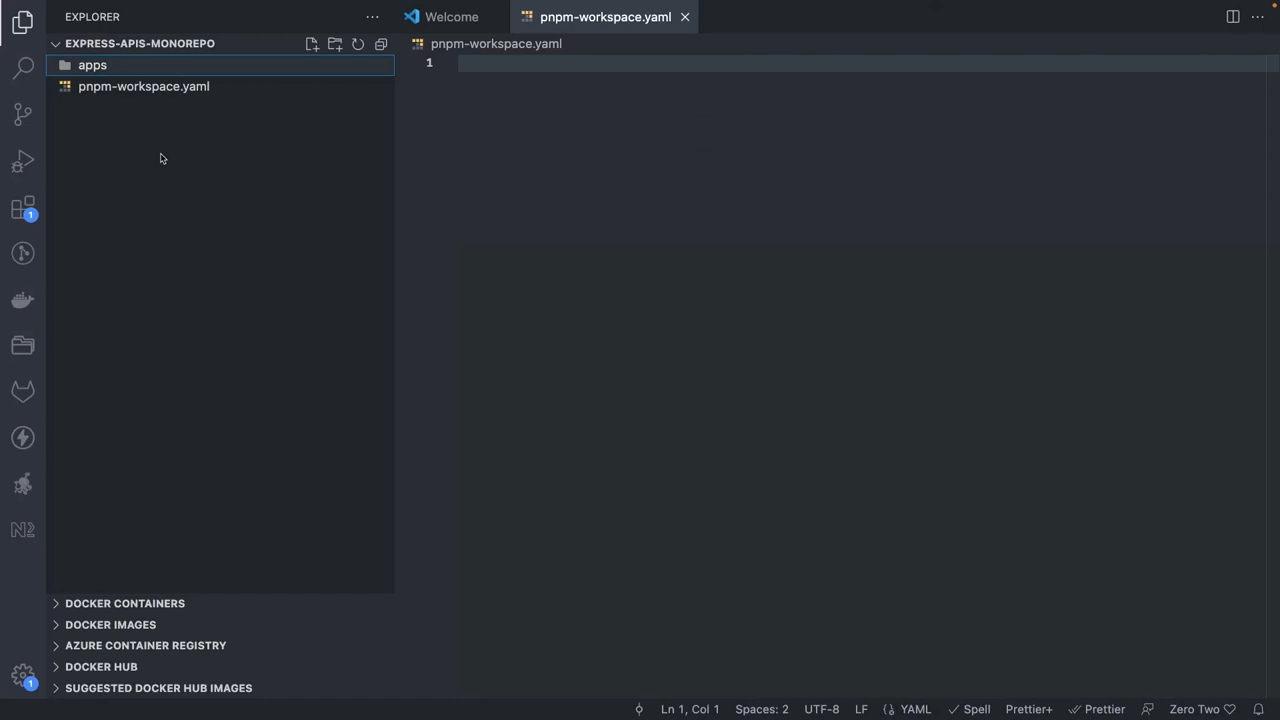 EXPLORER
Welcome
pnpm-workspace.yaml
EXPRESS-APIS-MONOREPO
pnpm-workspace.yaml
apps
1
pnpm-workspace.yaml
1
DOCKER CONTAINERS
DOCKER IMAGES
AZURE CONTAINER REGISTRY
DOCKER HUB
SUGGESTED DOCKER HUB IMAGES
1
Ln 1, Col 1
Spaces: 2
UTF-8
LF
YAML
Spell
Prettier+
Prettier
Zero Two